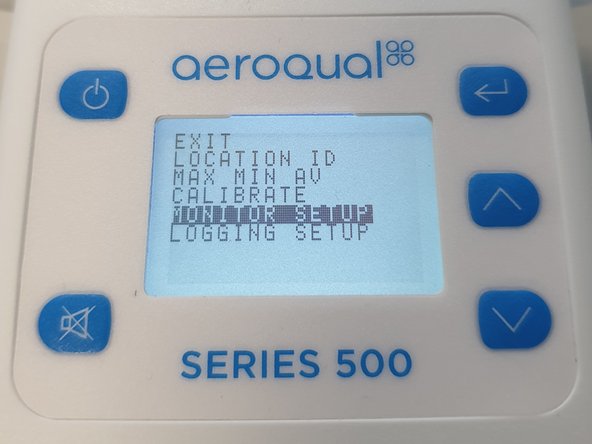 aeroqual
EXIT
LOCATION ID
MAX MIN AV
CALIBRATE
MONITOR SETUP
LOGGING SETUP
SERIES 500